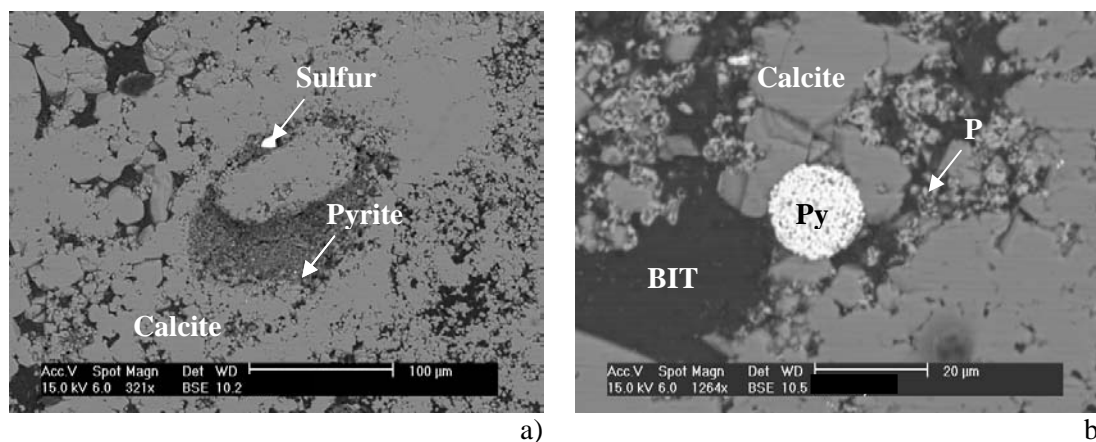 Sulfur
Pyrite
Calcite
Acc.V Spot Magn Det WD
15.0 kV 6.0 321x BSE 10.2
100 µm
a)
Calcite
P
Py
BIT
Acc.V Spot Magn Det WD
15.0 kV 6.0 1264x BSE 10.5
20 µm
b